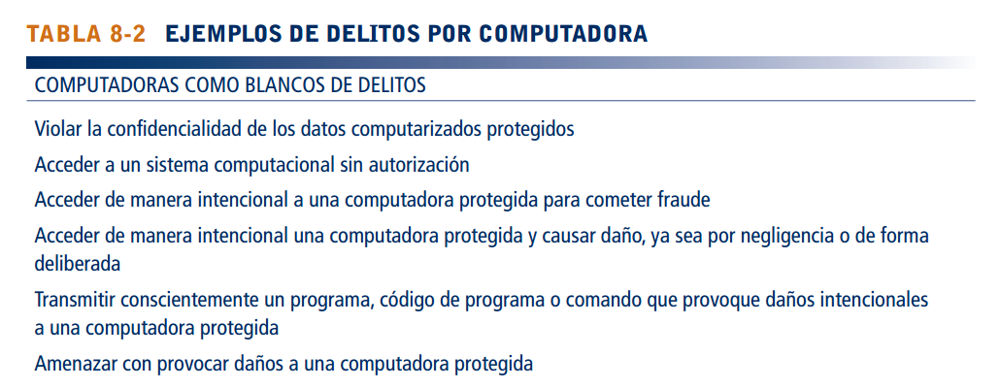 TABLA 8-2 EJEMPLOS DE DELITOS POR COMPUTADORA
COMPUTADORAS COMO BLANCOS DE DELITOS
Violar la confidencialidad de los datos computarizados protegidos
Acceder a un sistema computacional sin autorización
Acceder de manera intencional a una computadora protegida para cometer fraude
Acceder de manera intencional una computadora protegida y causar daño, ya sea por negligencia o de forma
deliberada
Transmitir conscientemente un programa, código de programa o comando que provoque daños intencionales
a una computadora protegida
Amenazar con provocar daños a una computadora protegida